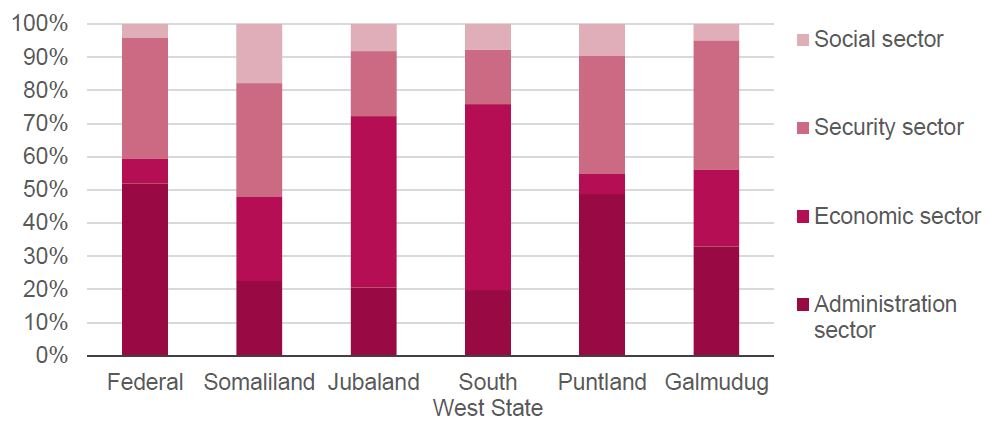 100%
90%
80%
70%
60%
50%
40%
30%
20%
10%
0%
Federal
Somaliland
Jubaland
South
West State
Puntland
Galmudug
Social sector
Security sector
Economic sector
Administration
sector